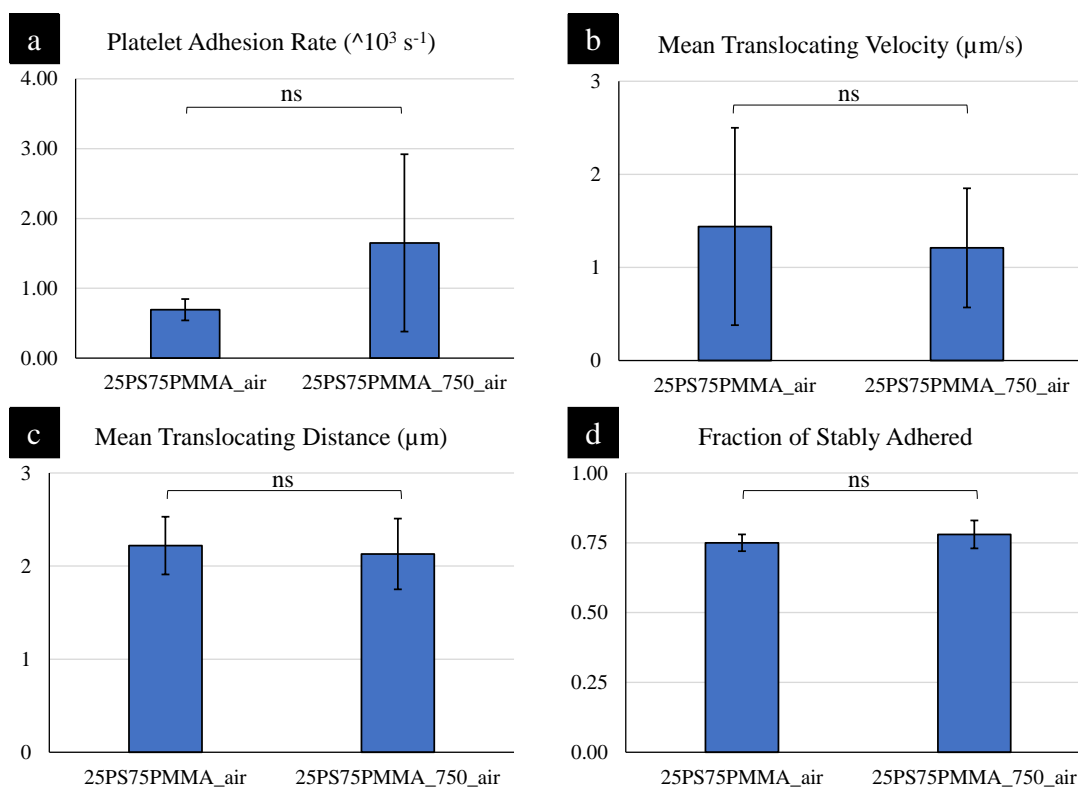 a
Platelet Adhesion Rate (^10³ s⁻¹)
4.00
3.00
2.00
1.00
0.00
ns
25PS75PMMA_air
25PS75PMMA_750_air
b
Mean Translocating Velocity (µm/s)
3
2
1
0
ns
25PS75PMMA_air
25PS75PMMA_750_air
c
Mean Translocating Distance (µm)
3
2
1
0
ns
25PS75PMMA_air
25PS75PMMA_750_air
d
Fraction of Stably Adhered
1.00
0.75
0.50
0.25
0.00
ns
25PS75PMMA_air
25PS75PMMA_750_air